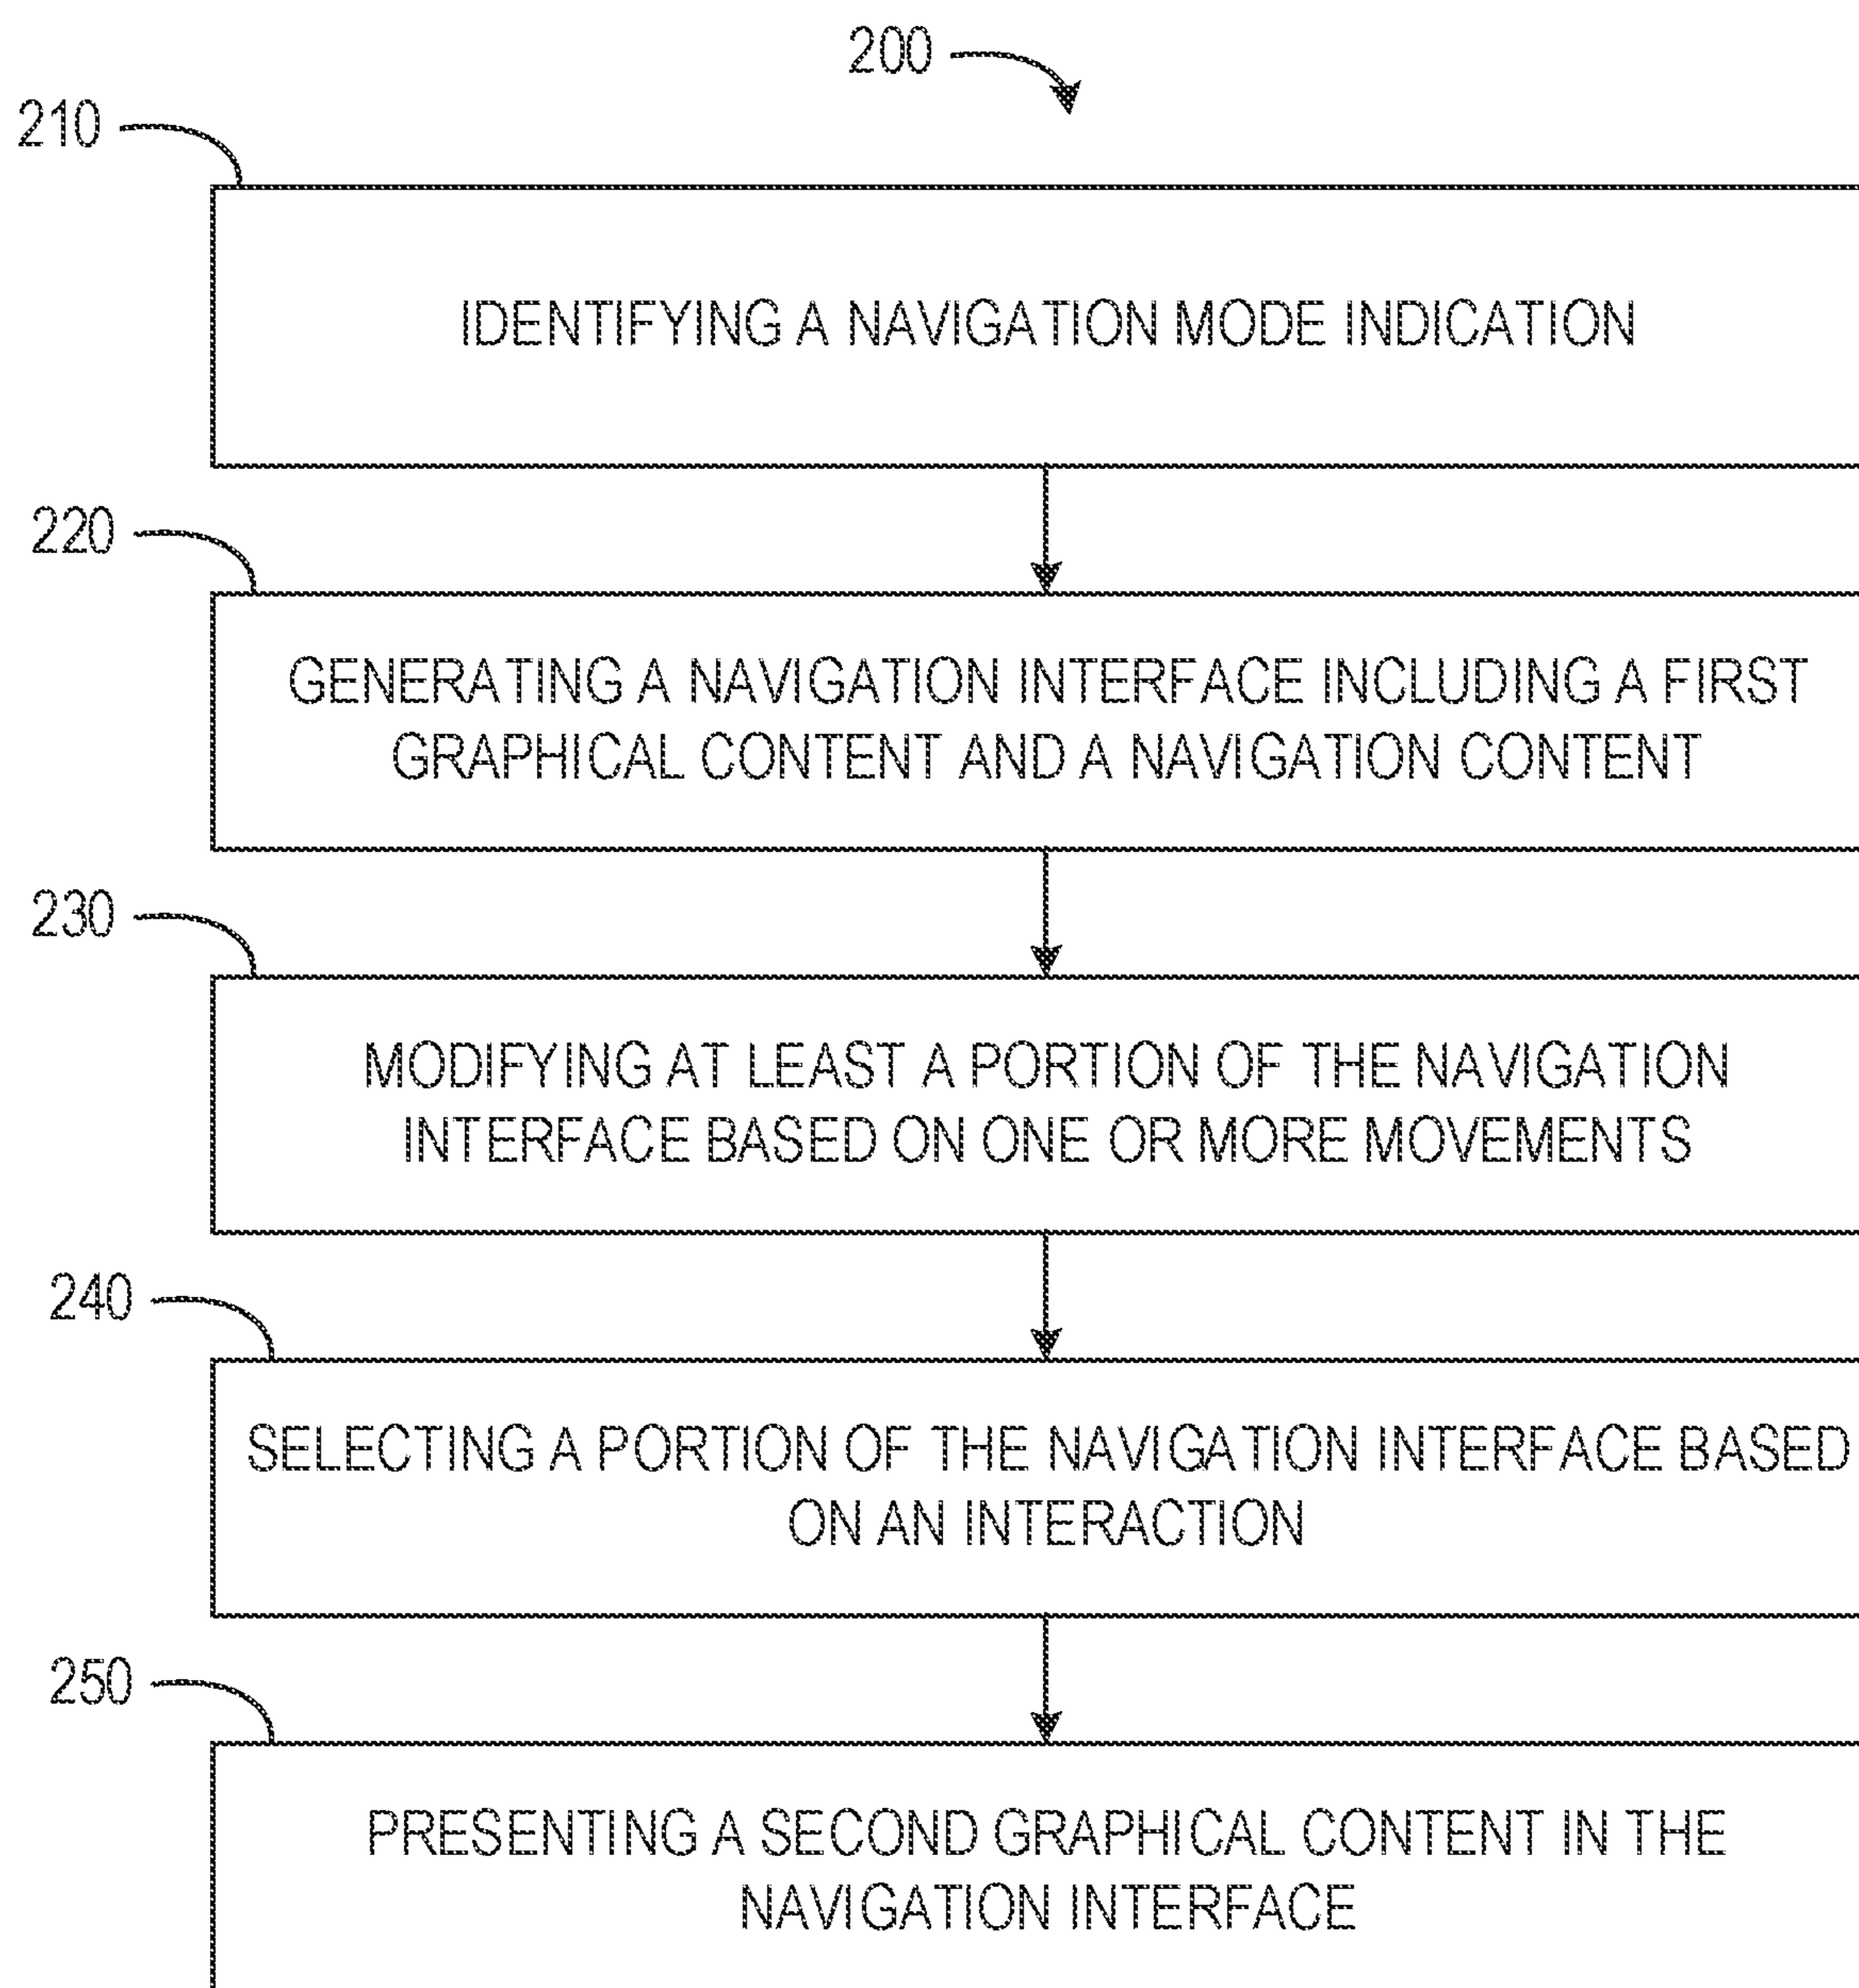 200
210
IDENTIFYING A NAVIGATION MODE INDICATION
220
GENERATING A NAVIGATION INTERFACE INCLUDING A FIRST
GRAPHICAL CONTENT AND A NAVIGATION CONTENT
230
MODIFYING AT LEAST A PORTION OF THE NAVIGATION
INTERFACE BASED ON ONE OR MORE MOVEMENTS
240
SELECTING A PORTION OF THE NAVIGATION INTERFACE BASED
ON AN INTERACTION
250
PRESENTING A SECOND GRAPHICAL CONTENT IN THE
NAVIGATION INTERFACE